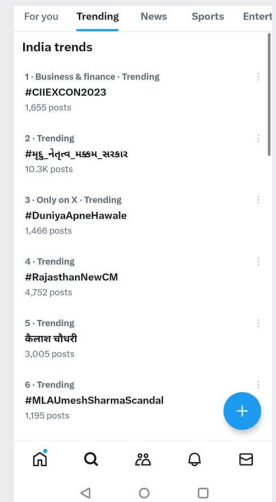 For you Trending News Sports Entert
India trends
1 · Business & finance · Trending
#CIIEXCON2023
1,655 posts
2 · Trending
#મૃદુ_નેતૃત્વ_મક્કમ_સરકાર
10.3K posts
3 · Only on X · Trending
#DuniyaApneHawale
1,466 posts
4 · Trending
#RajasthanNewCM
4,752 posts
5 · Trending
कैलाश चौधरी
3,005 posts
6 · Trending
#MLAUmeshSharmaScandal
1,195 posts